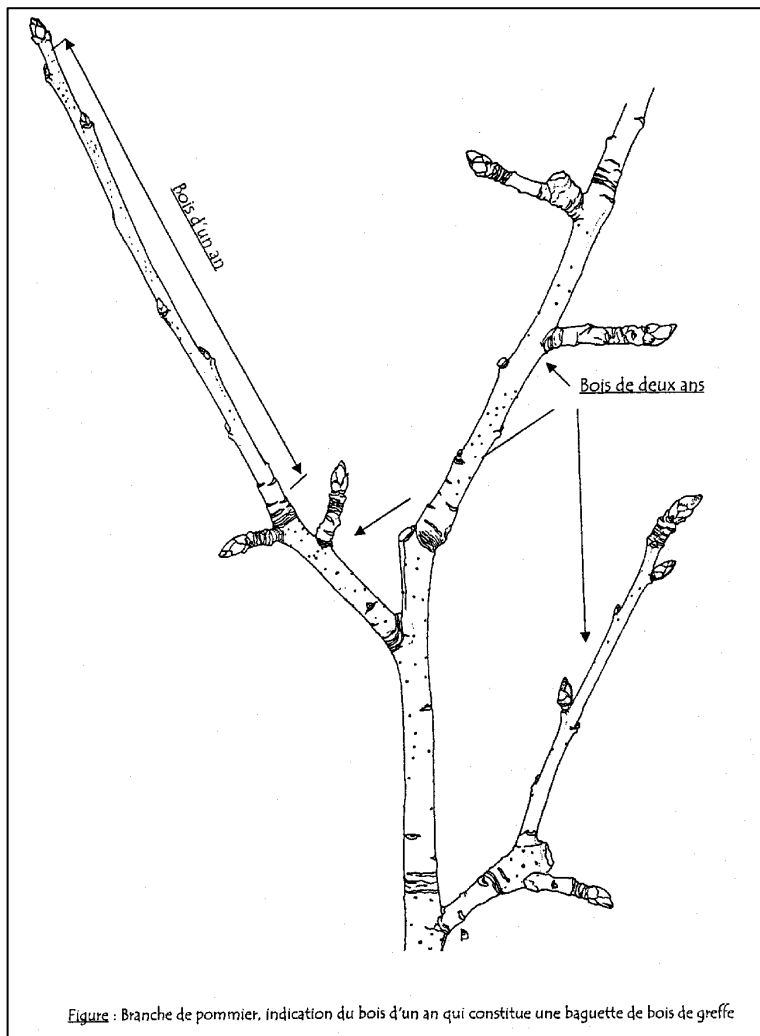 Bois d'un an
Bois de deux ans
Figure : Branche de pommier, indication du bois d'un an qui constitue une baguette de bois de greffe